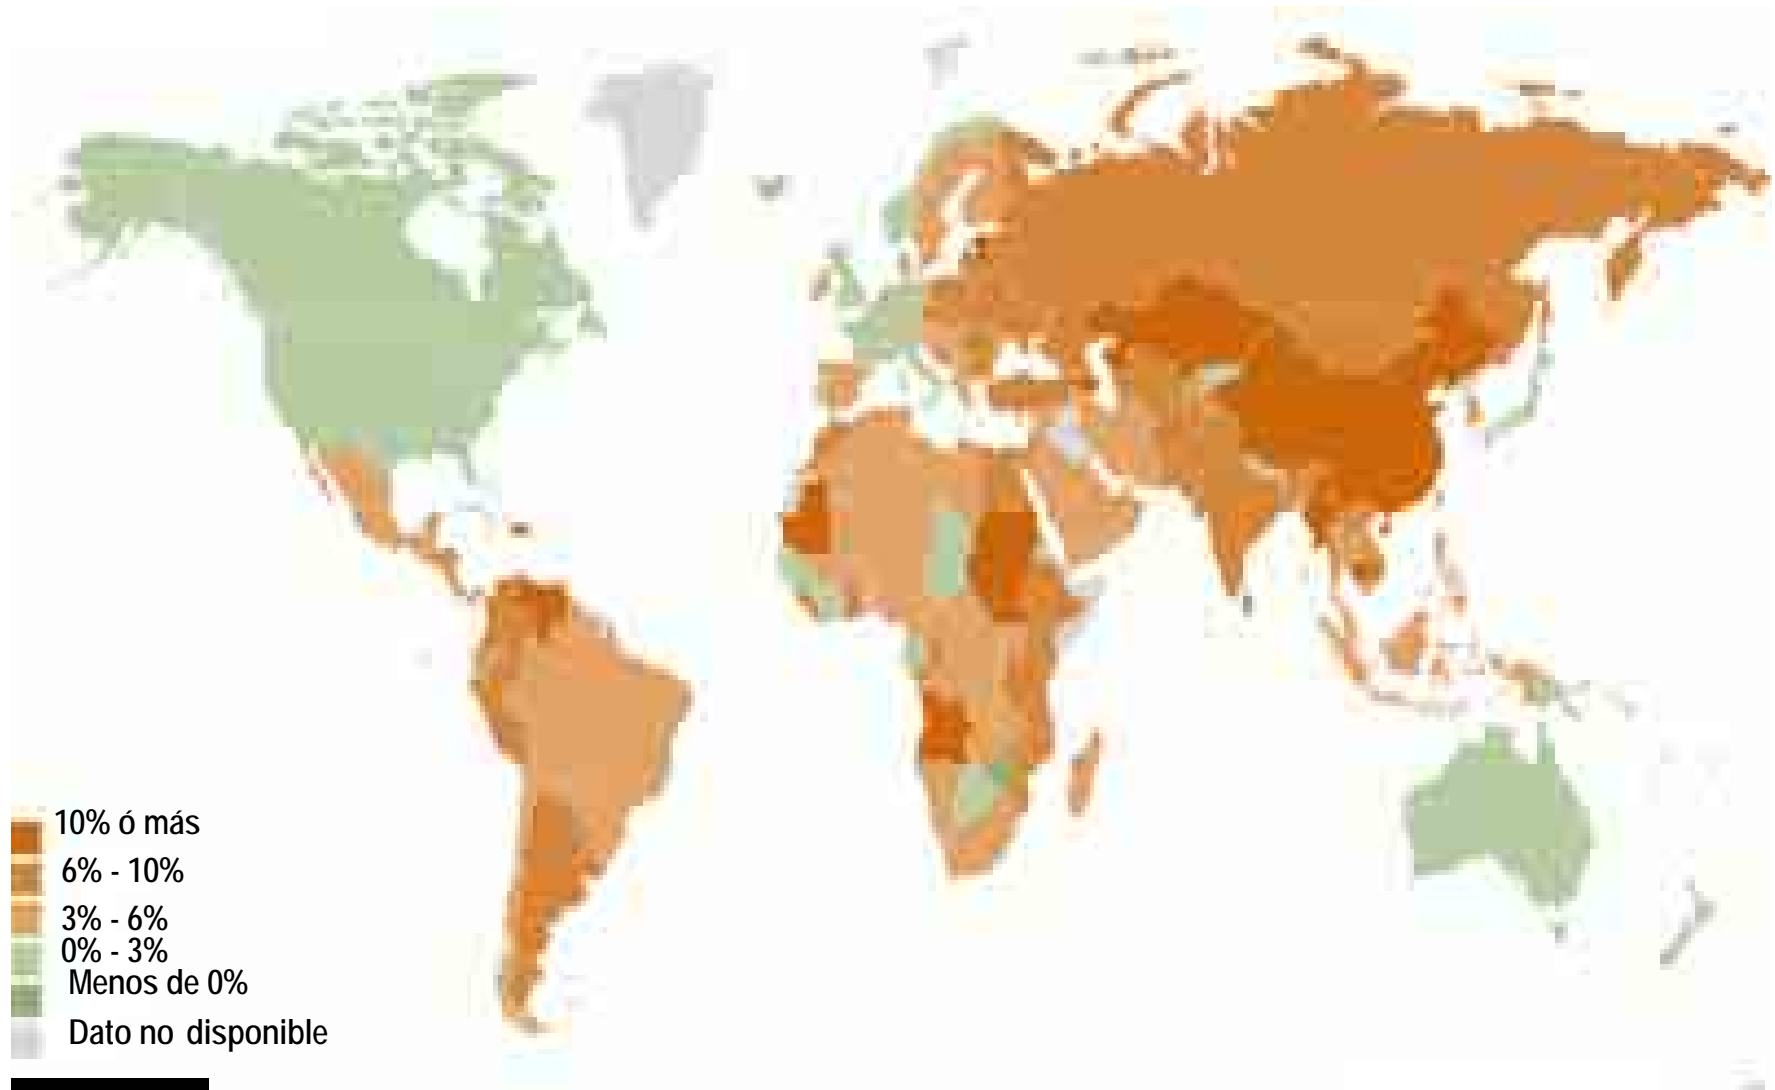 10% ó más
6% - 10%
3% - 6%
0% - 3%
Menos de 0%
Dato no disponible